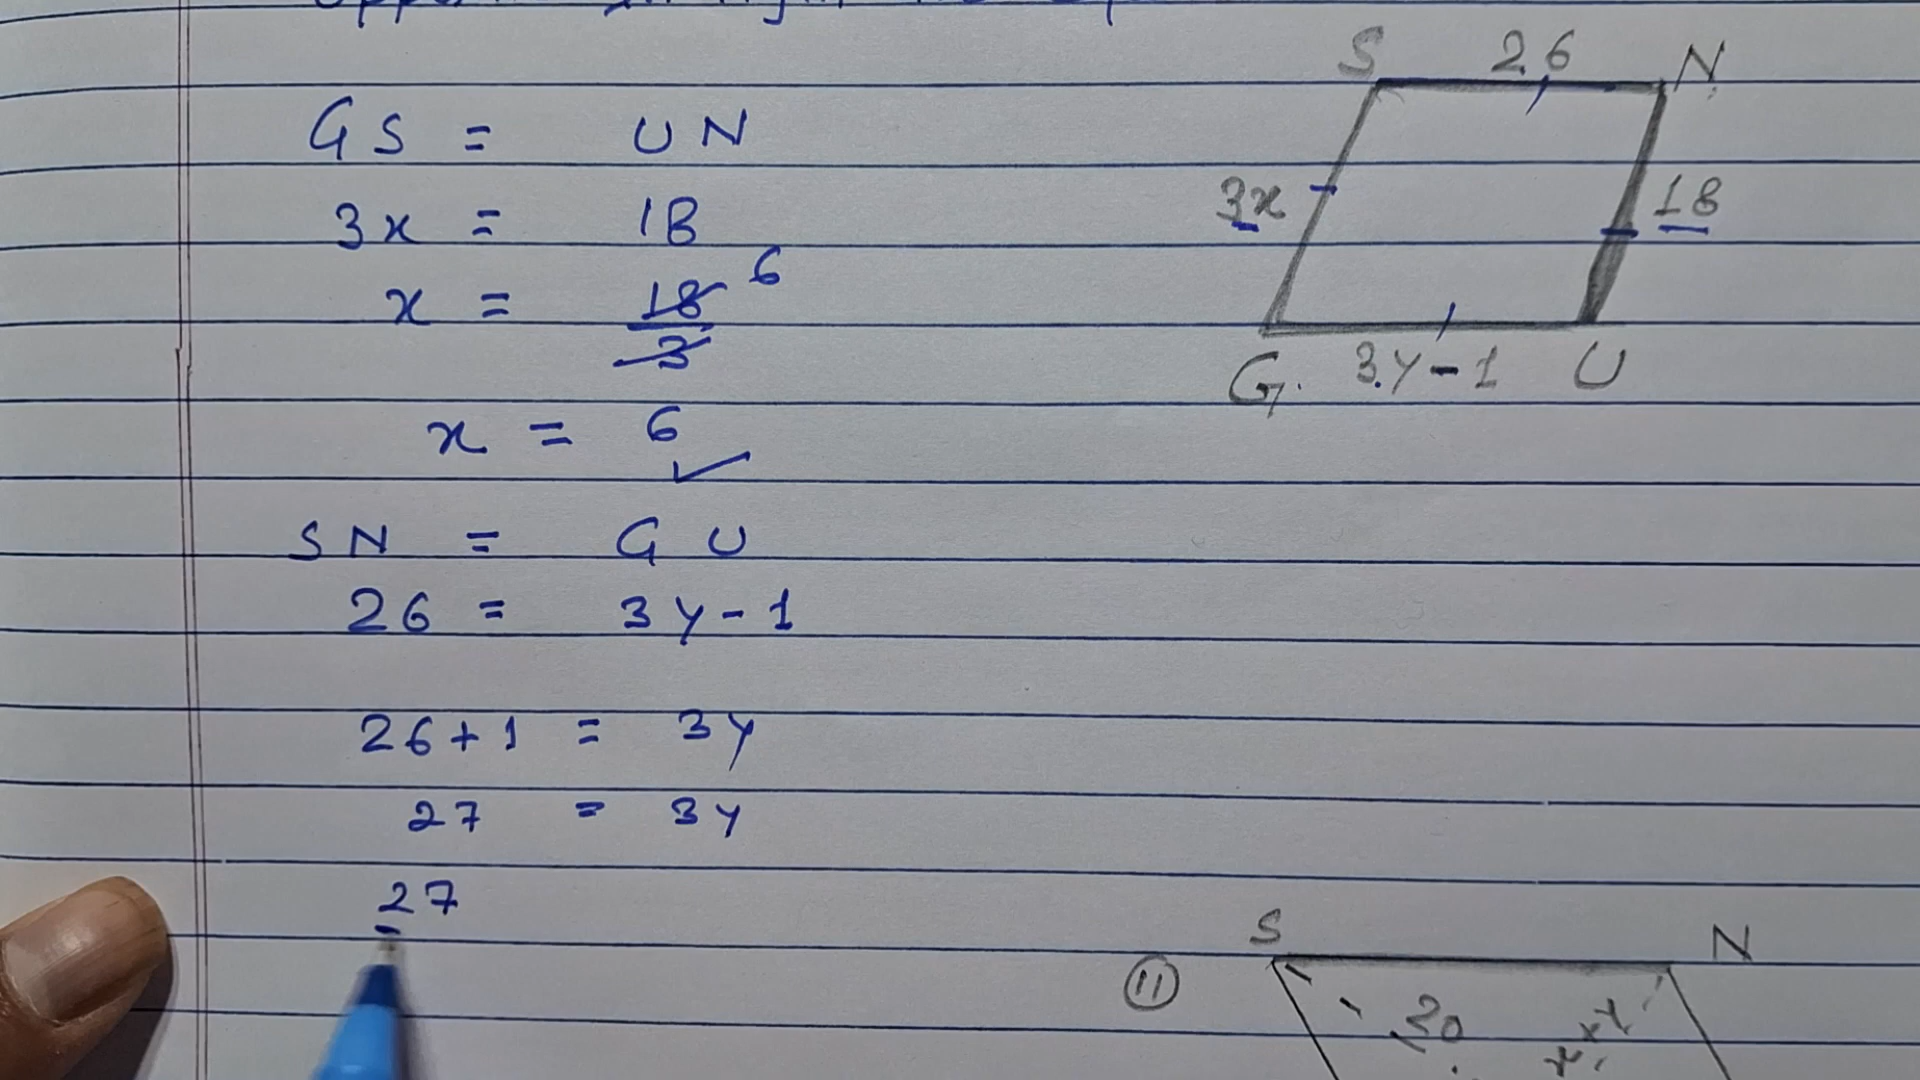 GS = UN
3x = 18
x = 18 6
3
x = 6
SN = GU
26 = 3y-1
26+1 = 3y
27 = 3y
27
S 26 N
3x 18
G. 3y-1 U
S N
(11) 20